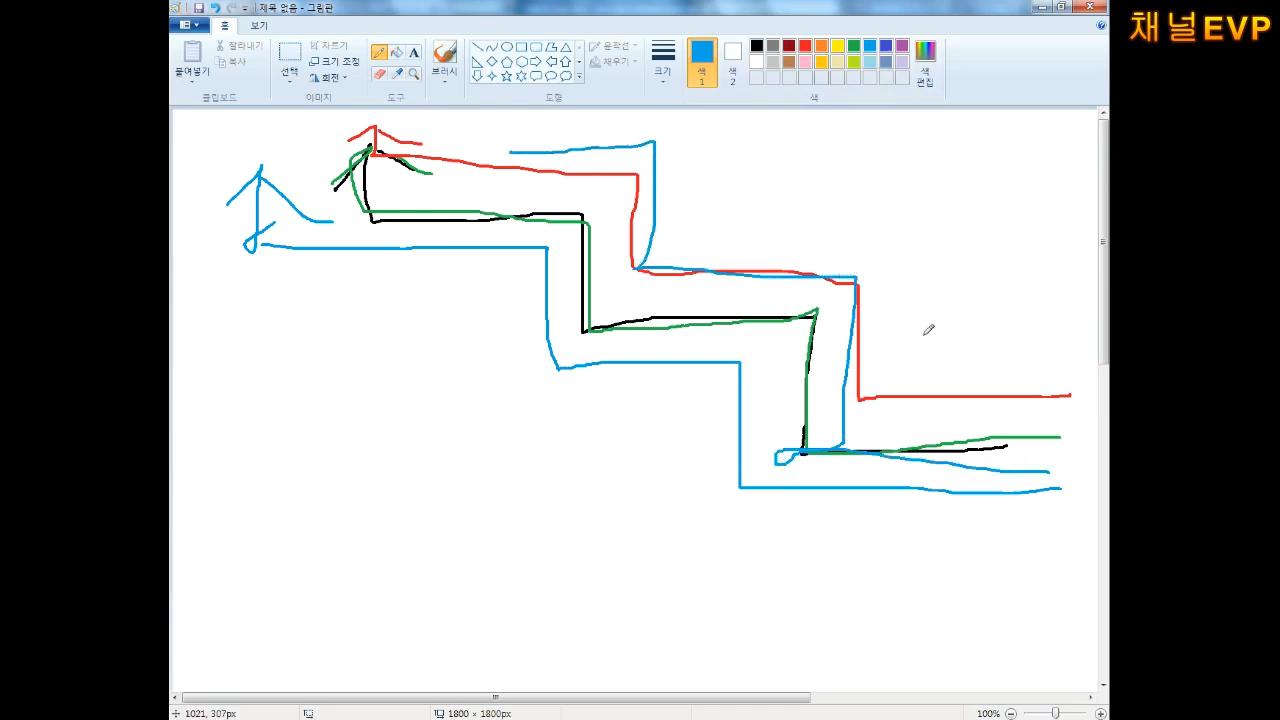 제목 없음 - 그림판
채널EVP
홈 보기
붙여넣기
잘라내기
복사
클립보드
선택
자르기
크기 조정
회전
이미지
A
도구
브러시
윤곽선
채우기
도형
크기
색 1
색 2
색 편집
색
1021, 307px
1800 × 1800px
100%